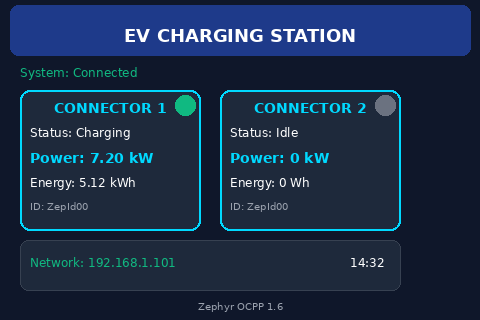 EV CHARGING STATION
System: Connected
CONNECTOR 1
Status: Charging
Power: 7.20 kW
Energy: 5.12 kWh
ID: ZepId00
CONNECTOR 2
Status: Idle
Power: 0 kW
Energy: 0 Wh
ID: ZepId00
Network: 192.168.1.101
14:32
Zephyr OCPP 1.6